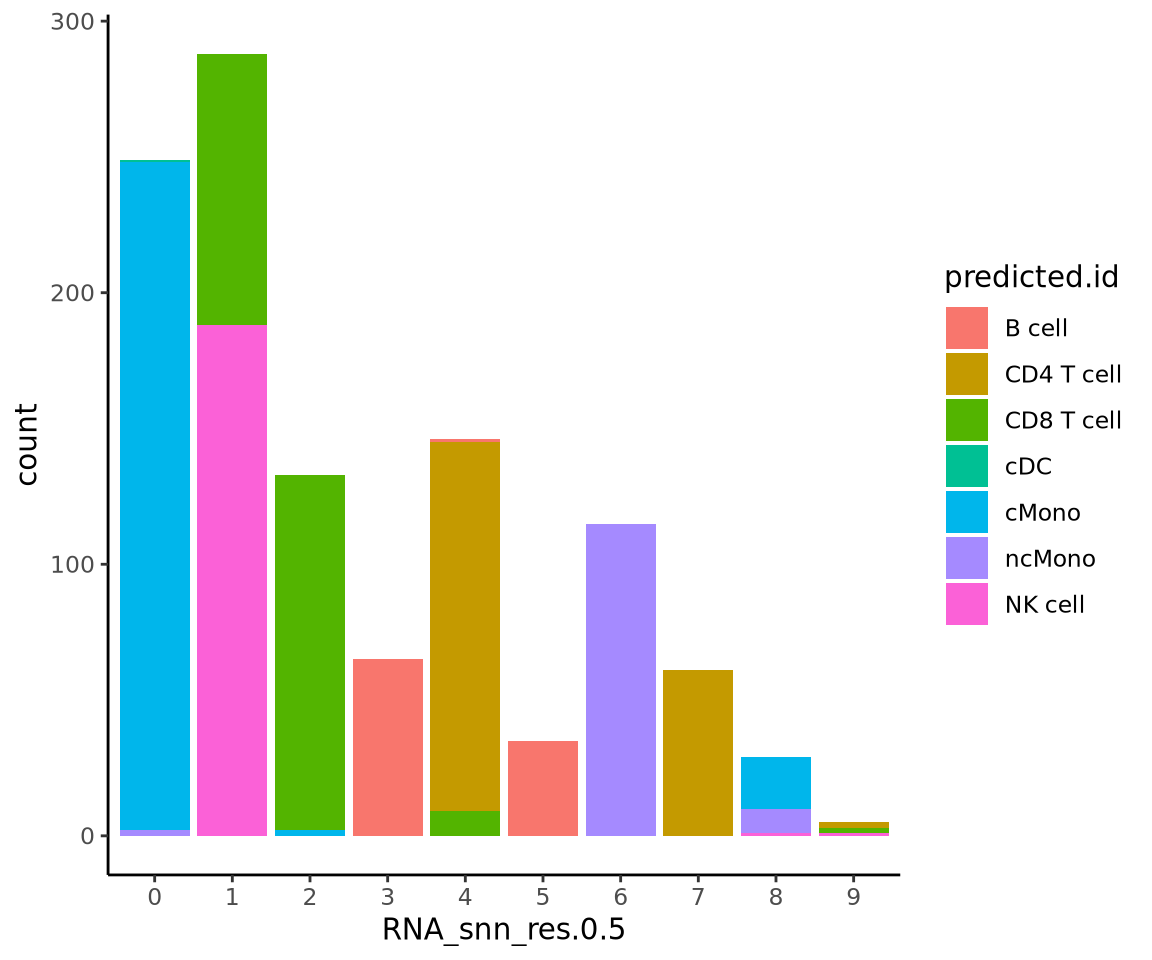 300
200
100
0
count
0 1 2 3 4 5 6 7 8 9
RNA_snn_res.0.5
predicted.id
B cell
CD4 T cell
CD8 T cell
cDC
cMono
ncMono
NK cell